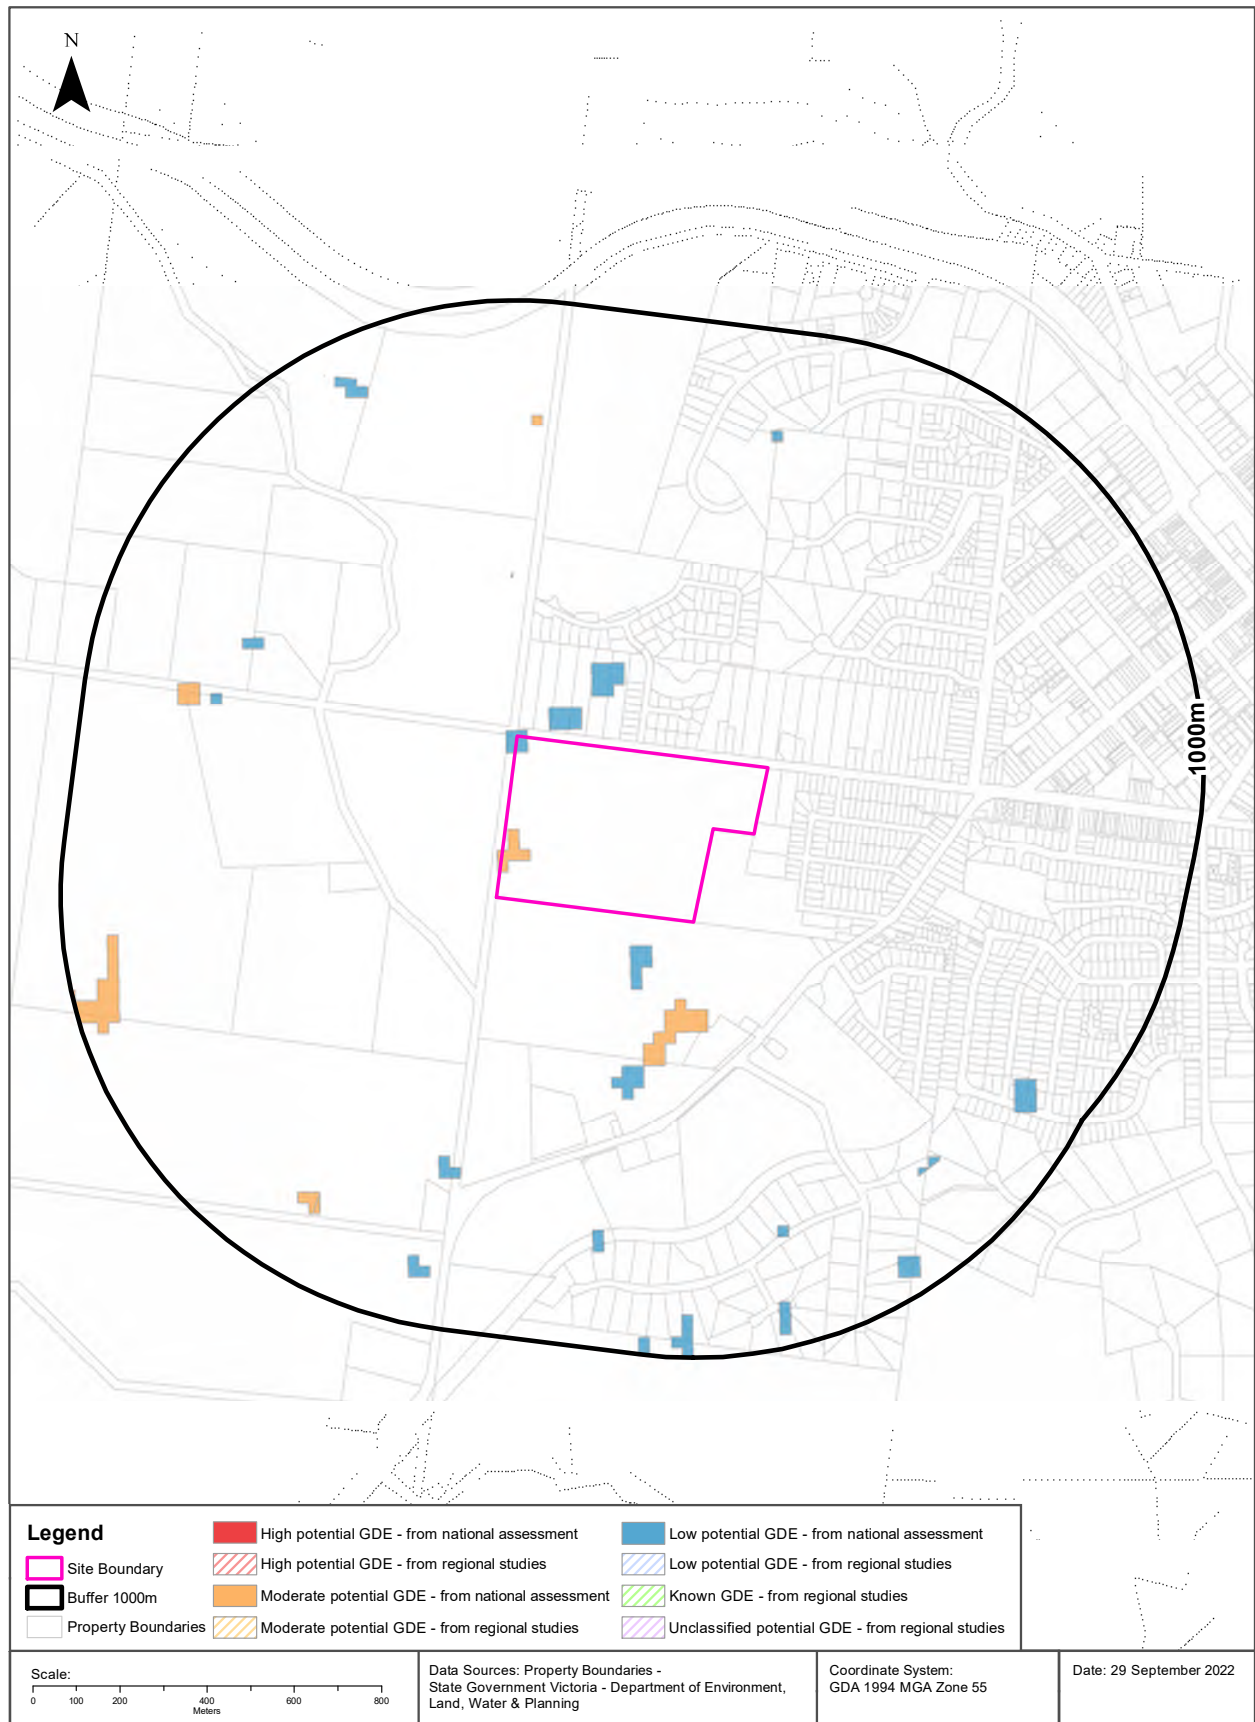 N
1000m
Legend
Site Boundary
Buffer 1000m
Property Boundaries
High potential GDE - from national assessment
High potential GDE - from regional studies
Moderate potential GDE - from national assessment
Moderate potential GDE - from regional studies
Low potential GDE - from national assessment
Low potential GDE - from regional studies
Known GDE - from regional studies
Unclassified potential GDE - from regional studies
Scale:
0 100 200 400 600 800
Meters
Data Sources: Property Boundaries -
State Government Victoria - Department of Environment,
Land, Water & Planning
Coordinate System:
GDA 1994 MGA Zone 55
Date: 29 September 2022